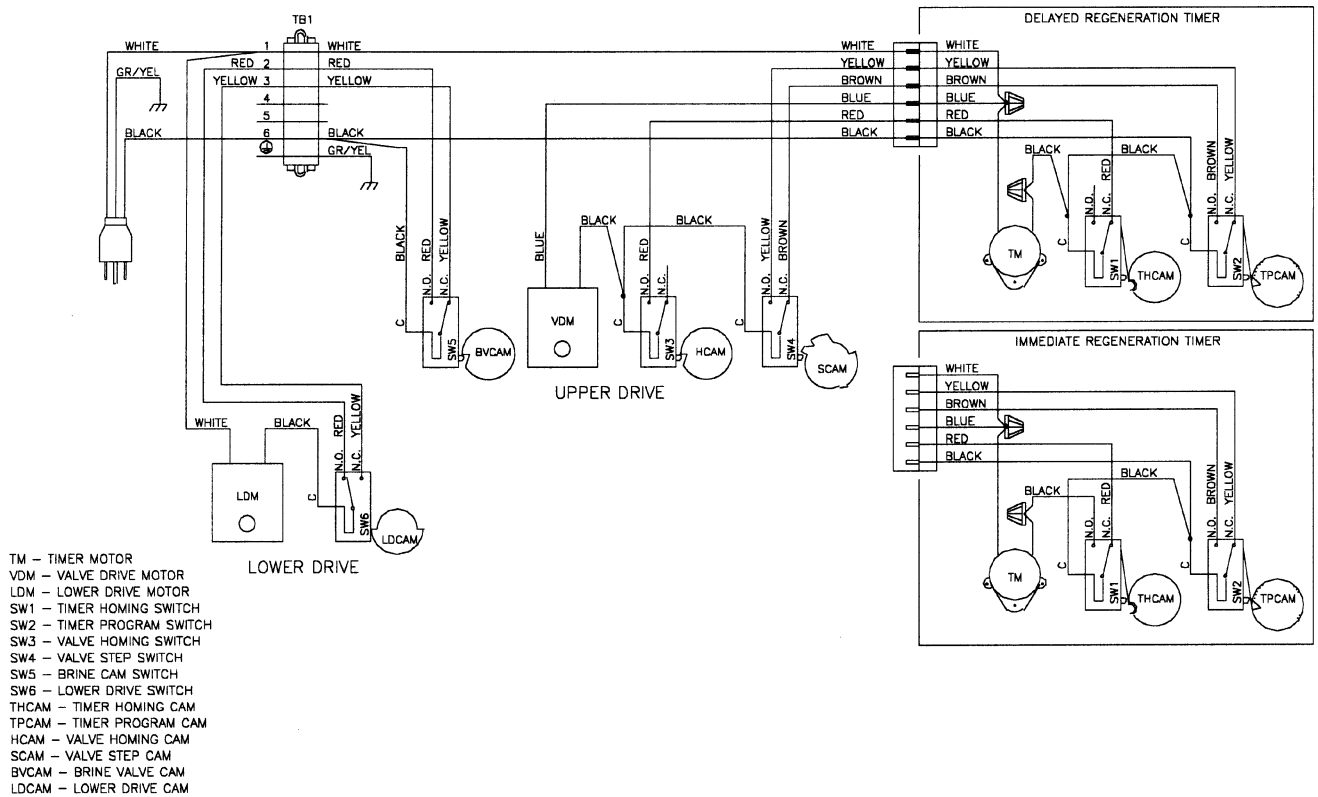 TB1
WHITE
1
WHITE
RED 2
RED
YELLOW 3
YELLOW
GR/YEL
4
5
BLACK
6
BLACK
GR/YEL
WHITE
YELLOW
BROWN
BLUE
RED
BLACK
BLACK
RED
YELLOW
N.O.
N.C.
C
SW5
BVCAM
BLUE
VDM
BLACK
C
RED
N.O.
N.C.
SW3
HCAM
BLACK
C
YELLOW
BROWN
N.O.
N.C.
SW4
SCAM
UPPER DRIVE
WHITE
BLACK
LDM
RED
YELLOW
N.O.
N.C.
C
SW6
LDCAM
LOWER DRIVE
DELAYED REGENERATION TIMER
WHITE
YELLOW
BROWN
BLUE
RED
BLACK
BLACK
TM
RED
N.O.
N.C.
C
SW1
THCAM
BLACK
BROWN
YELLOW
N.O.
N.C.
C
SW2
TPCAM
IMMEDIATE REGENERATION TIMER
WHITE
YELLOW
BROWN
BLUE
RED
BLACK
BLACK
TM
RED
N.O.
N.C.
C
SW1
THCAM
BLACK
BROWN
YELLOW
N.O.
N.C.
C
SW2
TPCAM
TM – TIMER MOTOR
VDM – VALVE DRIVE MOTOR
LDM – LOWER DRIVE MOTOR
SW1 – TIMER HOMING SWITCH
SW2 – TIMER PROGRAM SWITCH
SW3 – VALVE HOMING SWITCH
SW4 – VALVE STEP SWITCH
SW5 – BRINE CAM SWITCH
SW6 – LOWER DRIVE SWITCH
THCAM – TIMER HOMING CAM
TPCAM – TIMER PROGRAM CAM
HCAM – VALVE HOMING CAM
SCAM – VALVE STEP CAM
BVCAM – BRINE VALVE CAM
LDCAM – LOWER DRIVE CAM